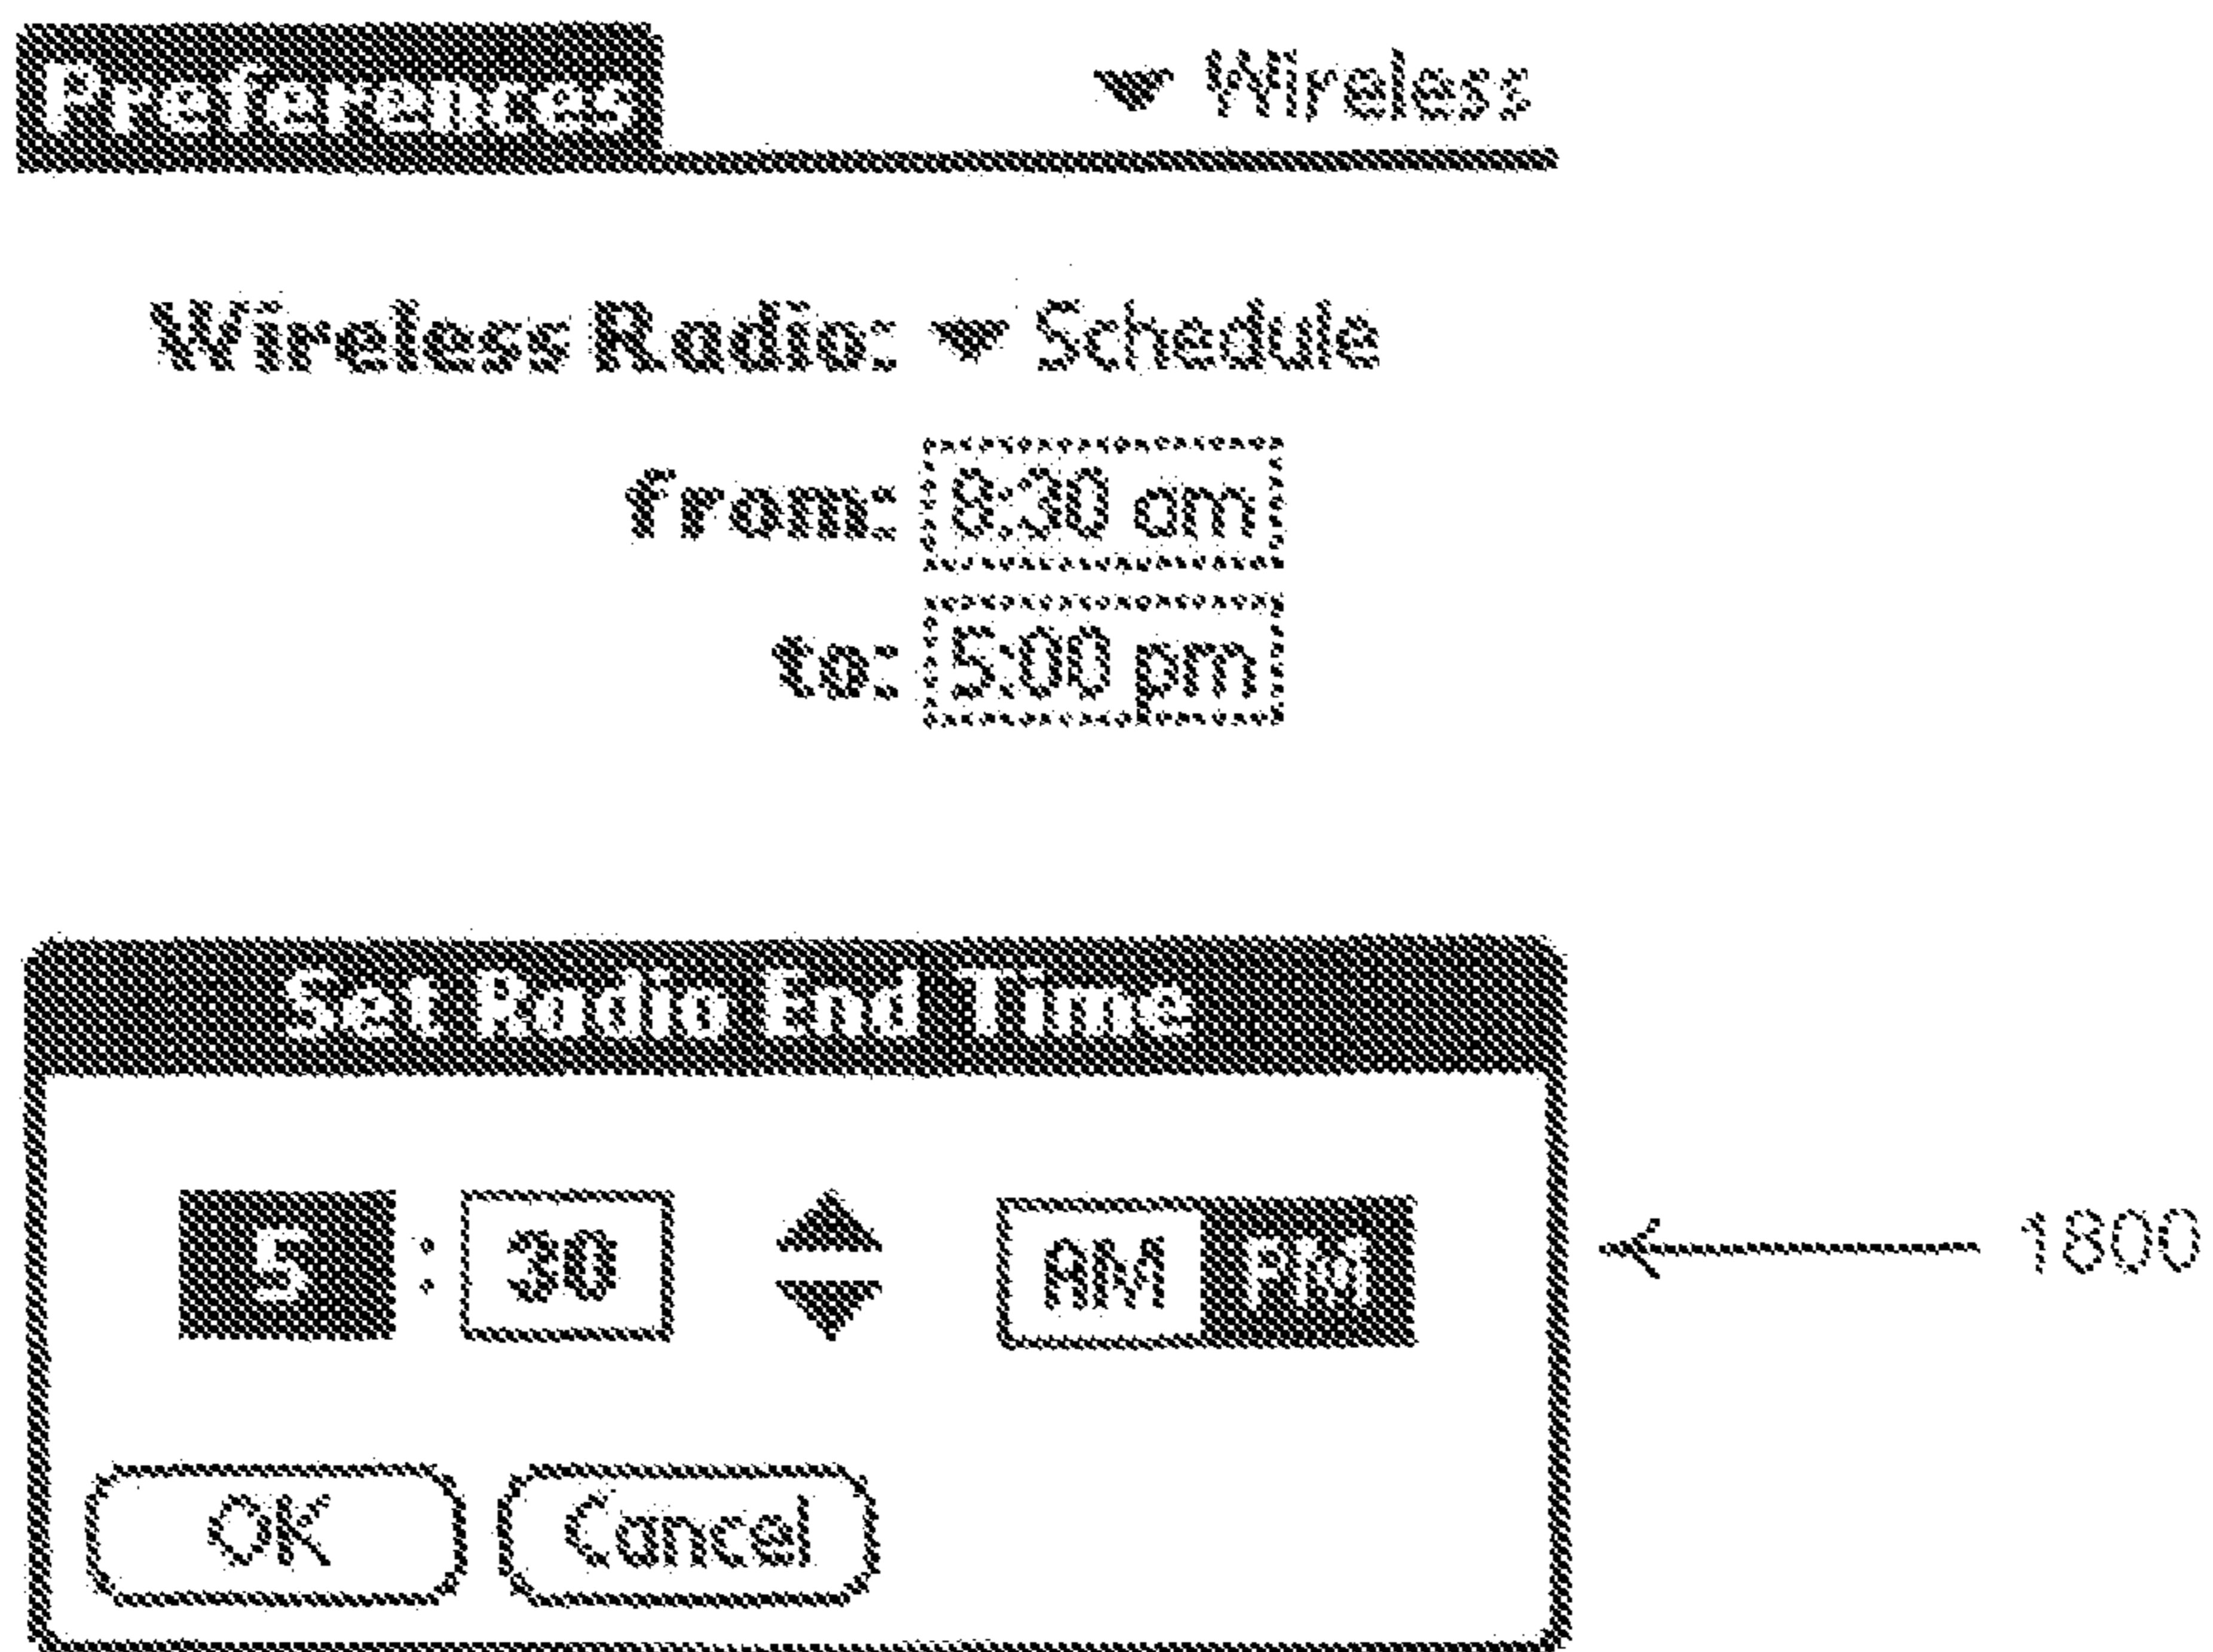 Preferences ▼ Wireless
Wireless Radio: ▼ Schedule
from: 8:30 am
to: 5:00 pm
Set Radio End Time
5 : 30 AM PM
1800
OK Cancel